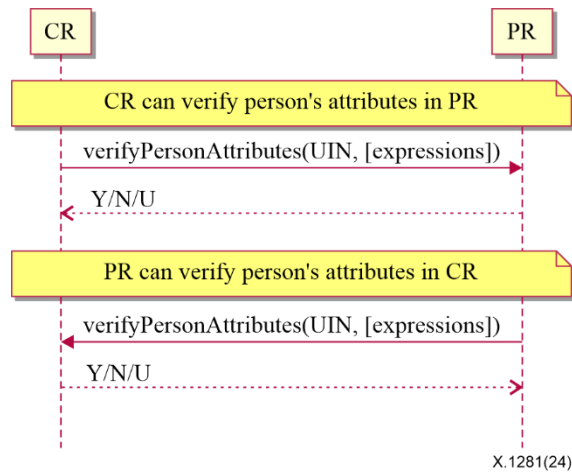 CR PR
CR can verify person's attributes in PR
verifyPersonAttributes(UIN, [expressions])
Y/N/U
PR can verify person's attributes in CR
verifyPersonAttributes(UIN, [expressions])
Y/N/U
X.1281(24)